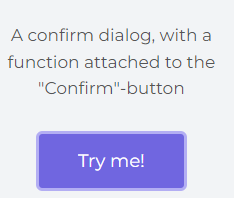 A confirm dialog, with a
function attached to the
"Confirm"-button
Try me!